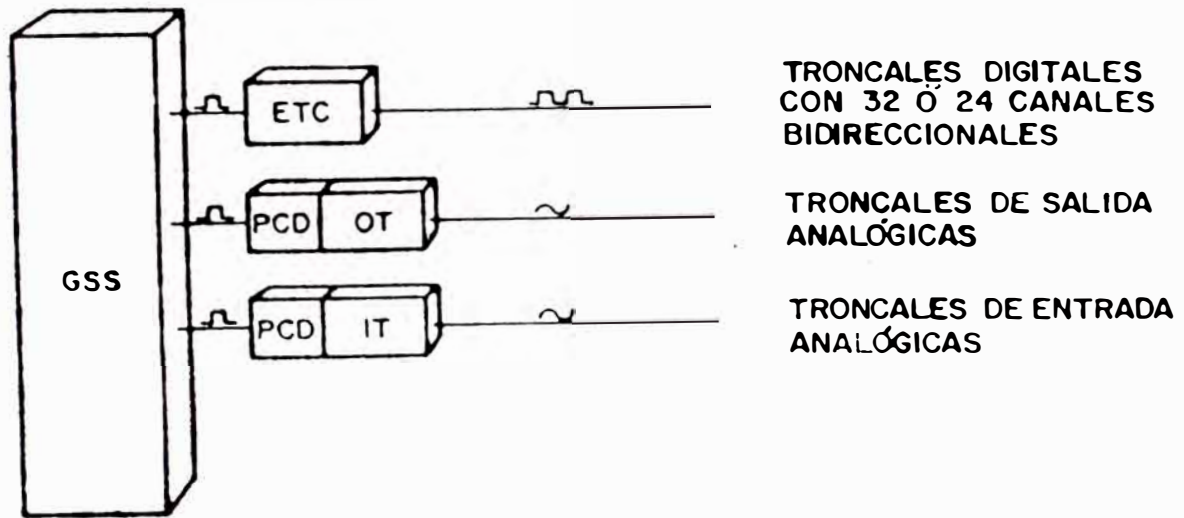 GSS
ETC
TRONCALES DIGITALES
CON 32 Ö 24 CANALES
BIDIRECCIONALES
PCD OT
TRONCALES DE SALIDA
ANALÓGICAS
PCD IT
TRONCALES DE ENTRADA
ANALÓGICAS